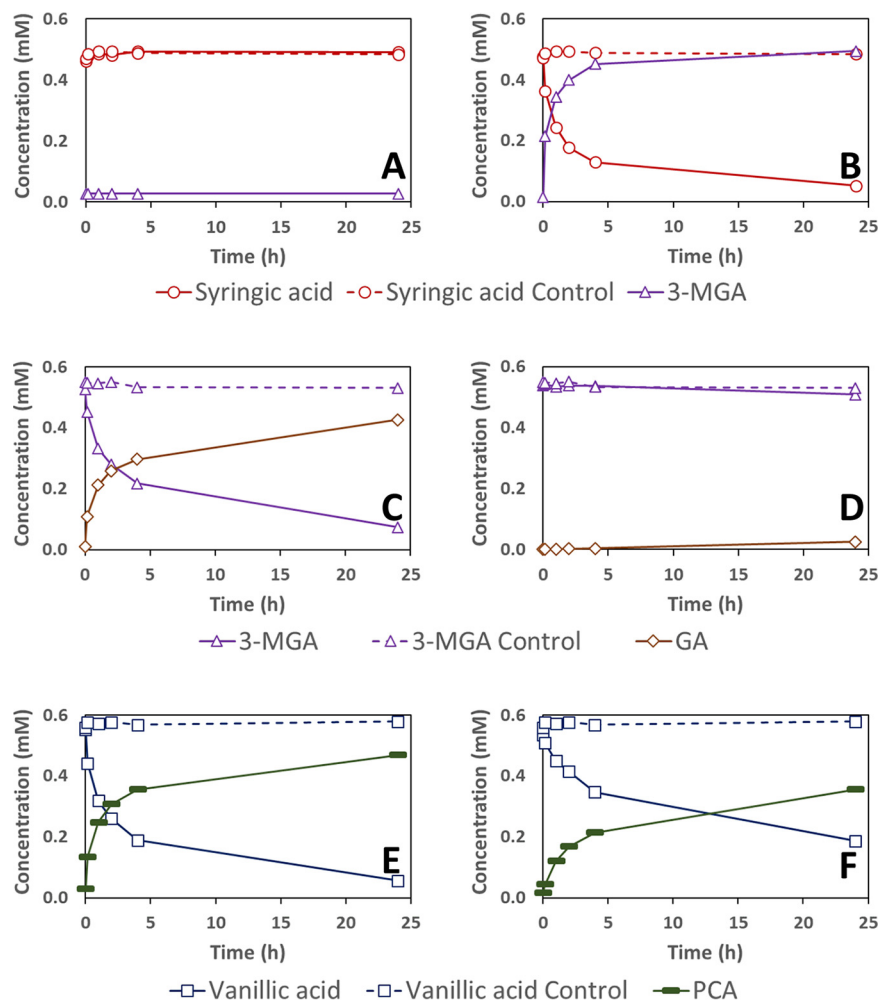 0.6
0.4
0.2
0.0
Concentration (mM)
A
0 5 10 15 20 25
Time (h)
0.6
0.4
0.2
0.0
Concentration (mM)
B
0 5 10 15 20 25
Time (h)
Syringic acid Syringic acid Control 3-MGA
0.6
0.4
0.2
0.0
Concentration (mM)
C
0 5 10 15 20 25
Time (h)
0.6
0.4
0.2
0.0
Concentration (mM)
D
0 5 10 15 20 25
Time (h)
3-MGA 3-MGA Control GA
0.6
0.4
0.2
0.0
Concentration (mM)
E
0 5 10 15 20 25
Time (h)
0.6
0.4
0.2
0.0
Concentration (mM)
F
0 5 10 15 20 25
Time (h)
Vanillic acid Vanillic acid Control PCA